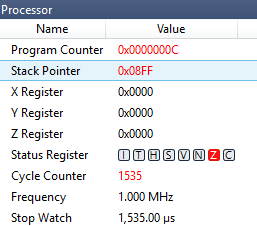 Processor
Name Value
Program Counter 0x0000000C
Stack Pointer 0x08FF
X Register 0x0000
Y Register 0x0000
Z Register 0x0000
Status Register I T H S V N Z C
Cycle Counter 1535
Frequency 1.000 MHz
Stop Watch 1,535.00 µs